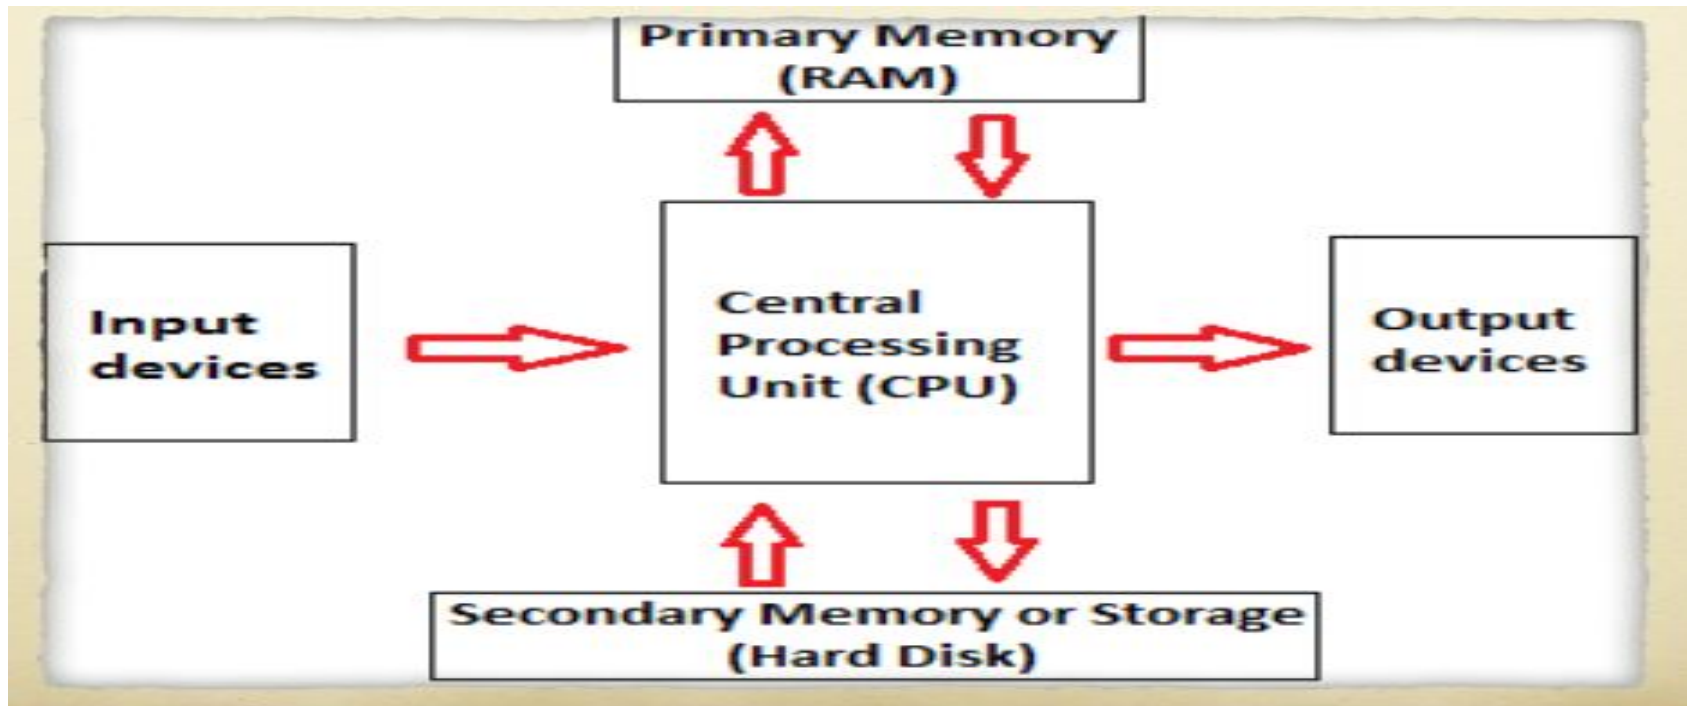 Primary Memory
(RAM)
Input
devices
Central
Processing
Unit (CPU)
Output
devices
Secondary Memory or Storage
(Hard Disk)